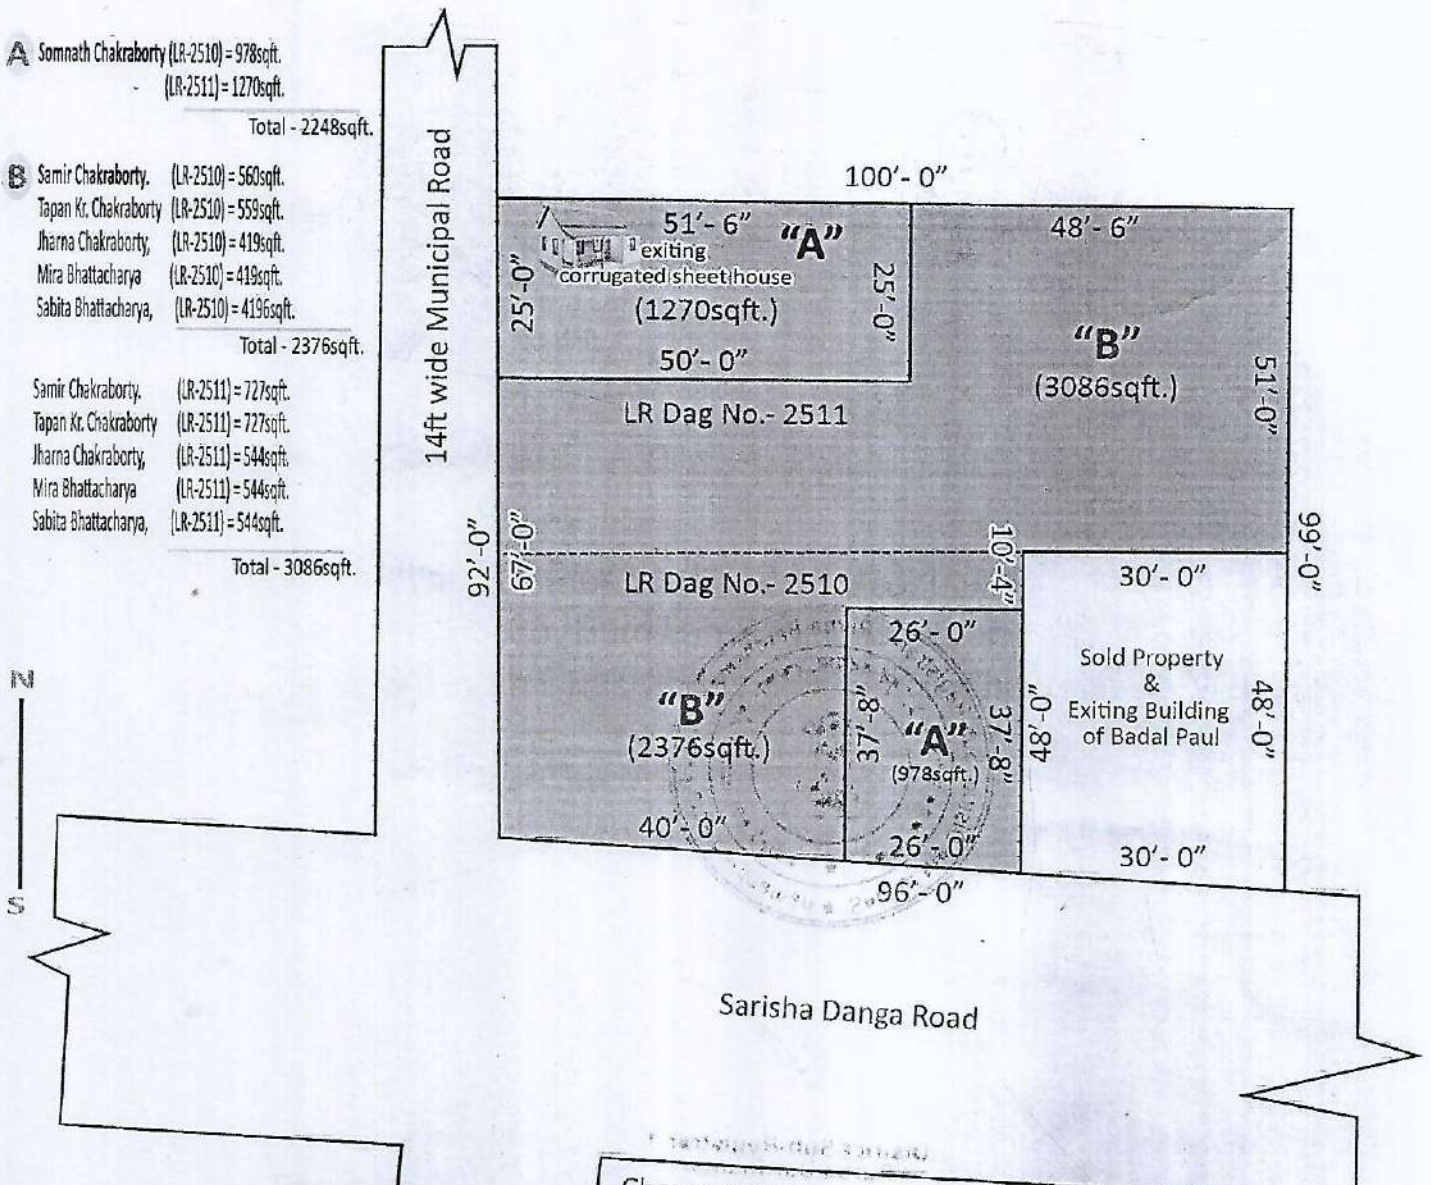 A Somnath Chakraborty (LR-2510) = 978sqft.
(LR-2511) = 1270sqft.
Total - 2248sqft.
B Samir Chakraborty. (LR-2510) = 560sqft.
Tapan Kr. Chakraborty (LR-2510) = 559sqft.
Jharna Chakraborty, (LR-2510) = 419sqft.
Mira Bhattacharya (LR-2510) = 419sqft.
Sabita Bhattacharya, (LR-2510) = 4196sqft.
Total - 2376sqft.
Samir Chakraborty. (LR-2511) = 727sqft.
Tapan Kr. Chakraborty (LR-2511) = 727sqft.
Jharna Chakraborty, (LR-2511) = 544sqft.
Mira Bhattacharya (LR-2511) = 544sqft.
Sabita Bhattacharya, (LR-2511) = 544sqft.
Total - 3086sqft.
N
S
14ft wide Municipal Road
100’- 0”
51’- 6”
“A”
exiting
corrugated sheet house
(1270sqft.)
25’-0”
25’-0”
50’- 0”
48’- 6”
“B”
(3086sqft.)
51’-0”
LR Dag No.- 2511
92’-0”
67’-0”
10’-4”
99’-0”
LR Dag No.- 2510
30’- 0”
26’- 0”
Sold Property
&
Exiting Building
of Badal Paul
“B”
(2376sqft.)
37’-8”
“A”
(978sqft.)
37’-8”
48’-0”
48’-0”
40’- 0”
26’- 0”
30’- 0”
96’- 0”
Sarisha Danga Road